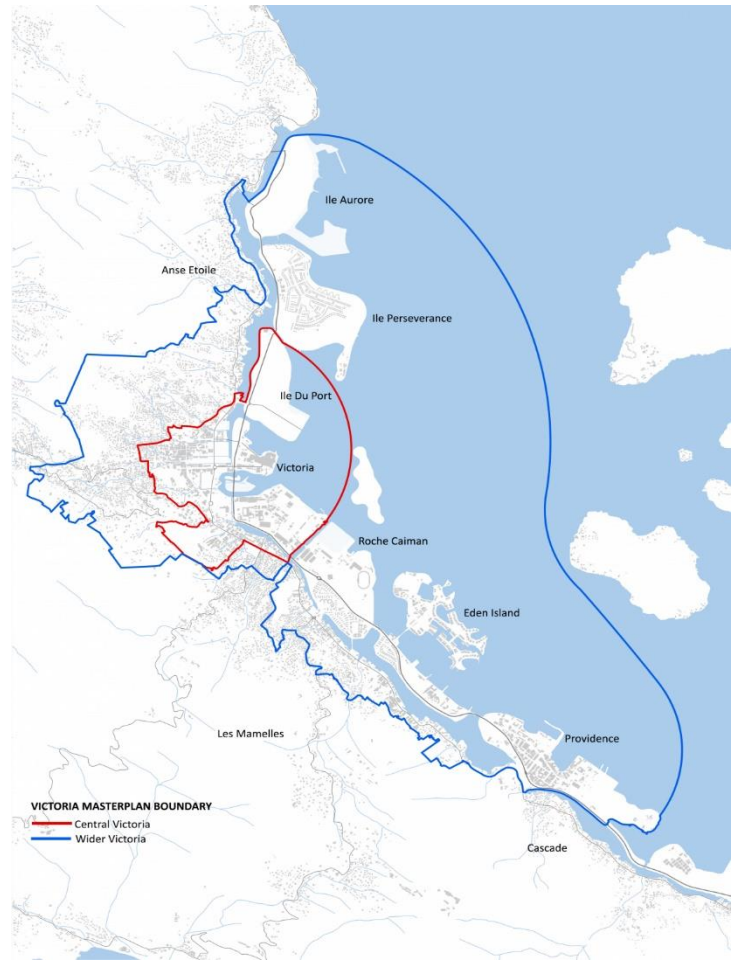 Ile Aurore
Anse Etoile
Ile Perseverance
Ile Du Port
Victoria
Roche Caiman
Eden Island
Les Mamelles
Providence
VICTORIA MASTERPLAN BOUNDARY
Central Victoria
Wider Victoria
Cascade